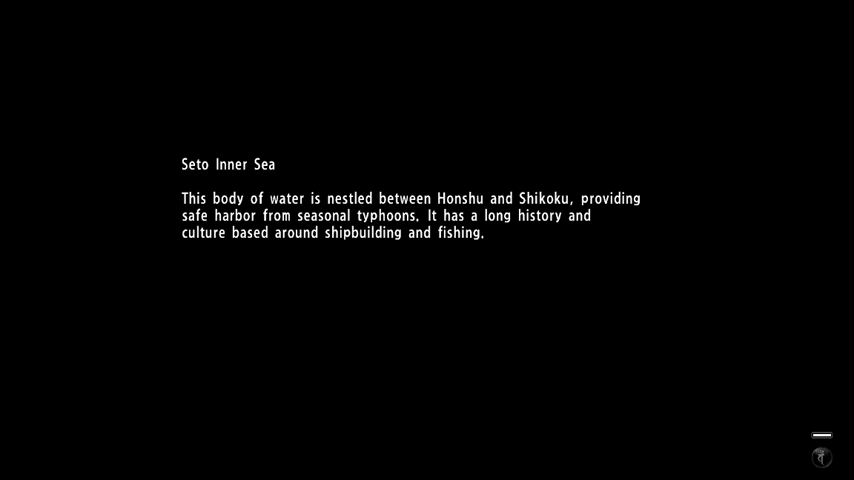 Seto Inner Sea
This body of water is nestled between Honshu and Shikoku, providing
safe harbor from seasonal typhoons. It has a long history and
culture based around shipbuilding and fishing.